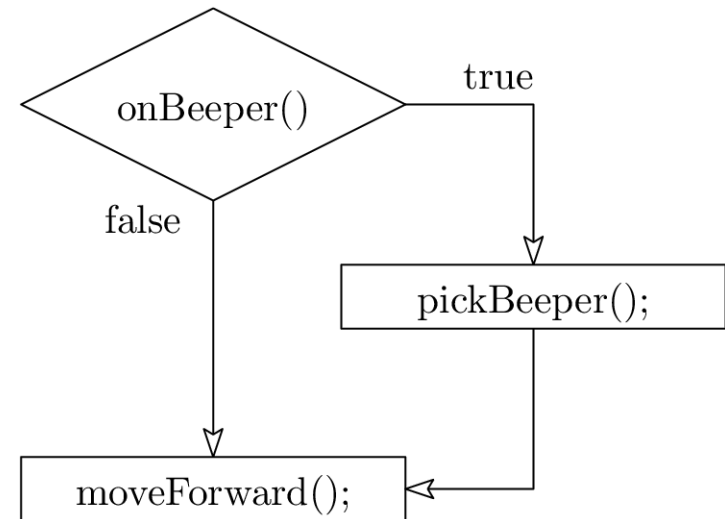 true
onBeeper()
false
pickBeeper();
moveForward();